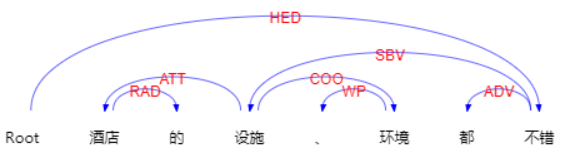 HED
SBV
ATT COO
RAD WP ADV
Root 酒店 的 设施 、 环境 都 不错